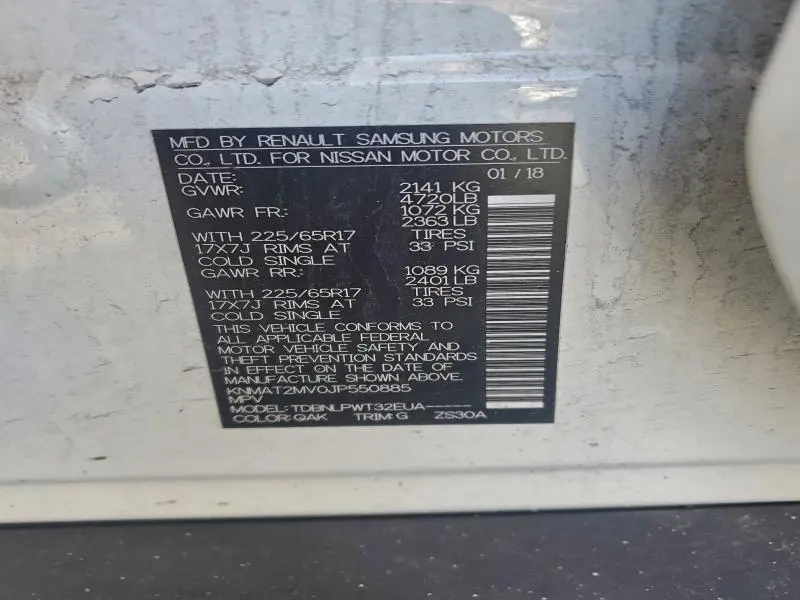 MFD BY RENAULT SAMSUNG MOTORS
CO., LTD. FOR NISSAN MOTOR CO., LTD.
DATE: 01 / 18
GVWR: 2141 KG
4720LB
GAWR FR.: 1072 KG
2363 LB
WITH 225/65R17 TIRES
17X7J RIMS AT 33 PSI
COLD SINGLE
GAWR RR.: 1089 KG
2401 LB
WITH 225/65R17 TIRES
17X7J RIMS AT 33 PSI
COLD SINGLE
THIS VEHICLE CONFORMS TO
ALL APPLICABLE FEDERAL
MOTOR VEHICLE SAFETY AND
THEFT PREVENTION STANDARDS
IN EFFECT ON THE DATE OF
MANUFACTURE SHOWN ABOVE.
KNMAT2MV0JP550885
MPV
MODEL: TDBNLPWT32EUA-----
COLOR:QAK TRIM:G ZS30A